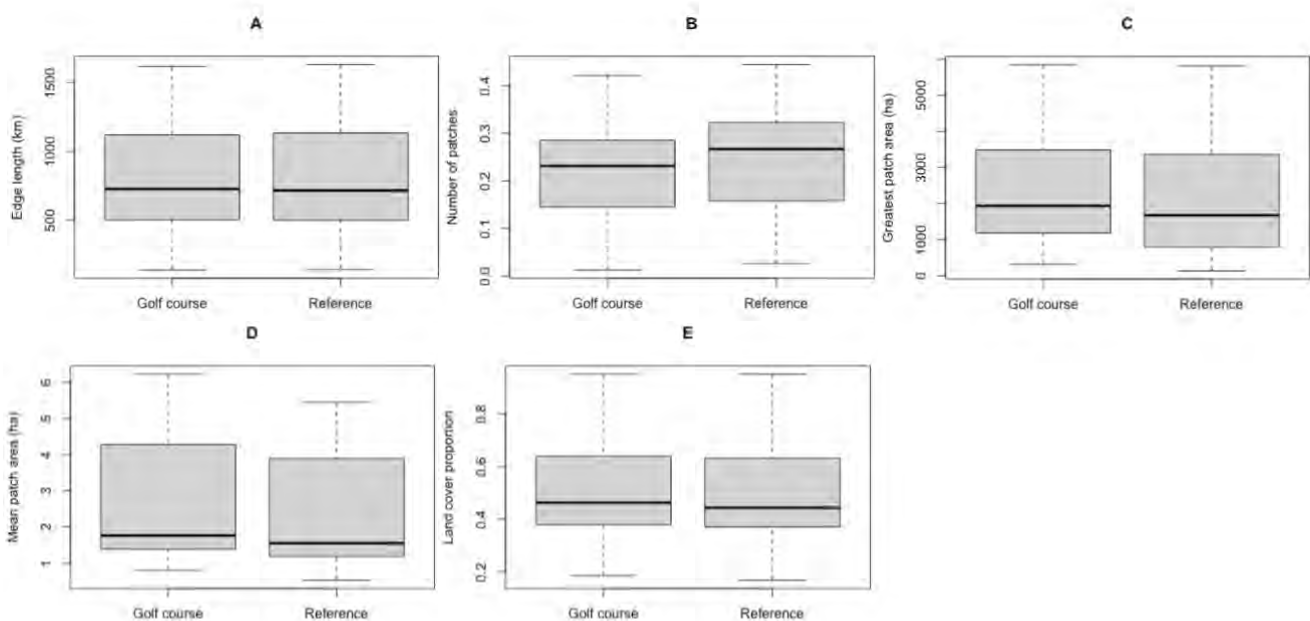 A
Edge length (km)
1500
1000
500
Golf course
Reference
B
Number of patches
0.4
0.3
0.2
0.1
0.0
Golf course
Reference
C
Greatest patch area (ha)
5000
3000
1000
0
Golf course
Reference
D
Mean patch area (ha)
6
5
4
3
2
1
Golf course
Reference
E
Land cover proportion
0.8
0.6
0.4
0.2
Golf course
Reference